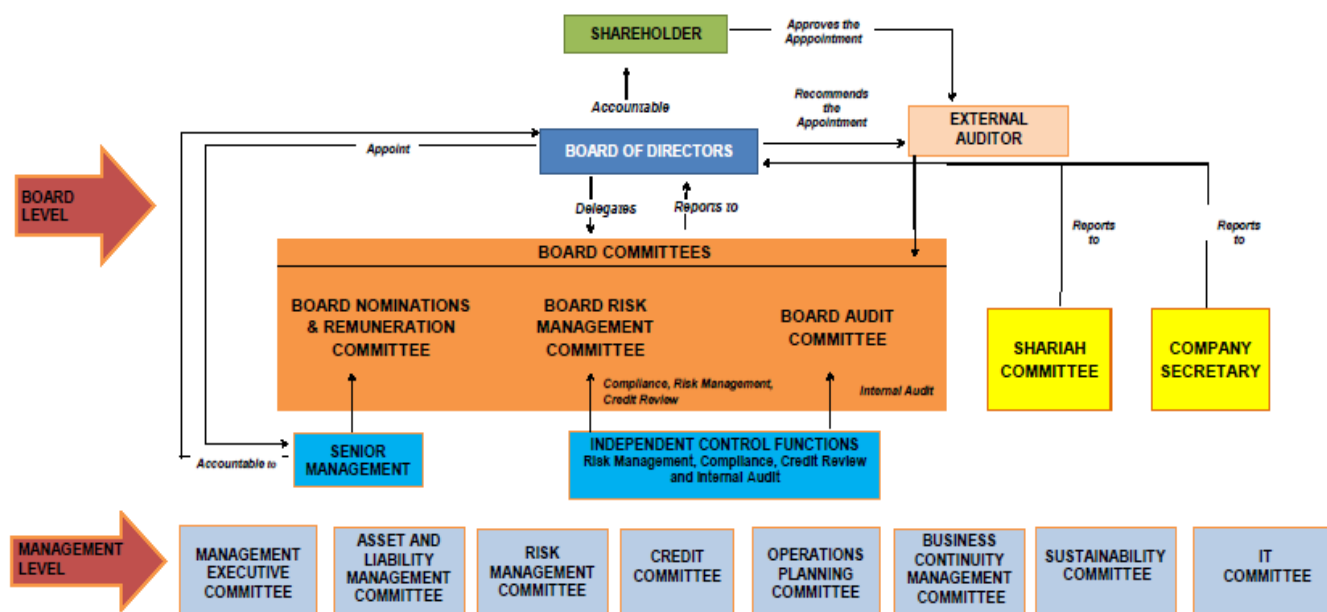 SHAREHOLDER
Approves the
Apppointment
Accountable
Recommends
the
Appointment
EXTERNAL
AUDITOR
Appoint
BOARD OF DIRECTORS
BOARD
LEVEL
Delegates
Reports to
Reports
to
Reports
to
BOARD COMMITTEES
BOARD NOMINATIONS
& REMUNERATION
COMMITTEE
BOARD RISK
MANAGEMENT
COMMITTEE
BOARD AUDIT
COMMITTEE
SHARIAH
COMMITTEE
COMPANY
SECRETARY
Compliance, Risk Management,
Credit Review
Internal Audit
Accountable to
SENIOR
MANAGEMENT
INDEPENDENT CONTROL FUNCTIONS
Risk Management, Compliance, Credit Review
and Internal Audit
MANAGEMENT
LEVEL
MANAGEMENT
EXECUTIVE
COMMITTEE
ASSET AND
LIABILITY
MANAGEMENT
COMMITTEE
RISK
MANAGEMENT
COMMITTEE
CREDIT
COMMITTEE
OPERATIONS
PLANNING
COMMITTEE
BUSINESS
CONTINUITY
MANAGEMENT
COMMITTEE
SUSTAINABILITY
COMMITTEE
IT
COMMITTEE